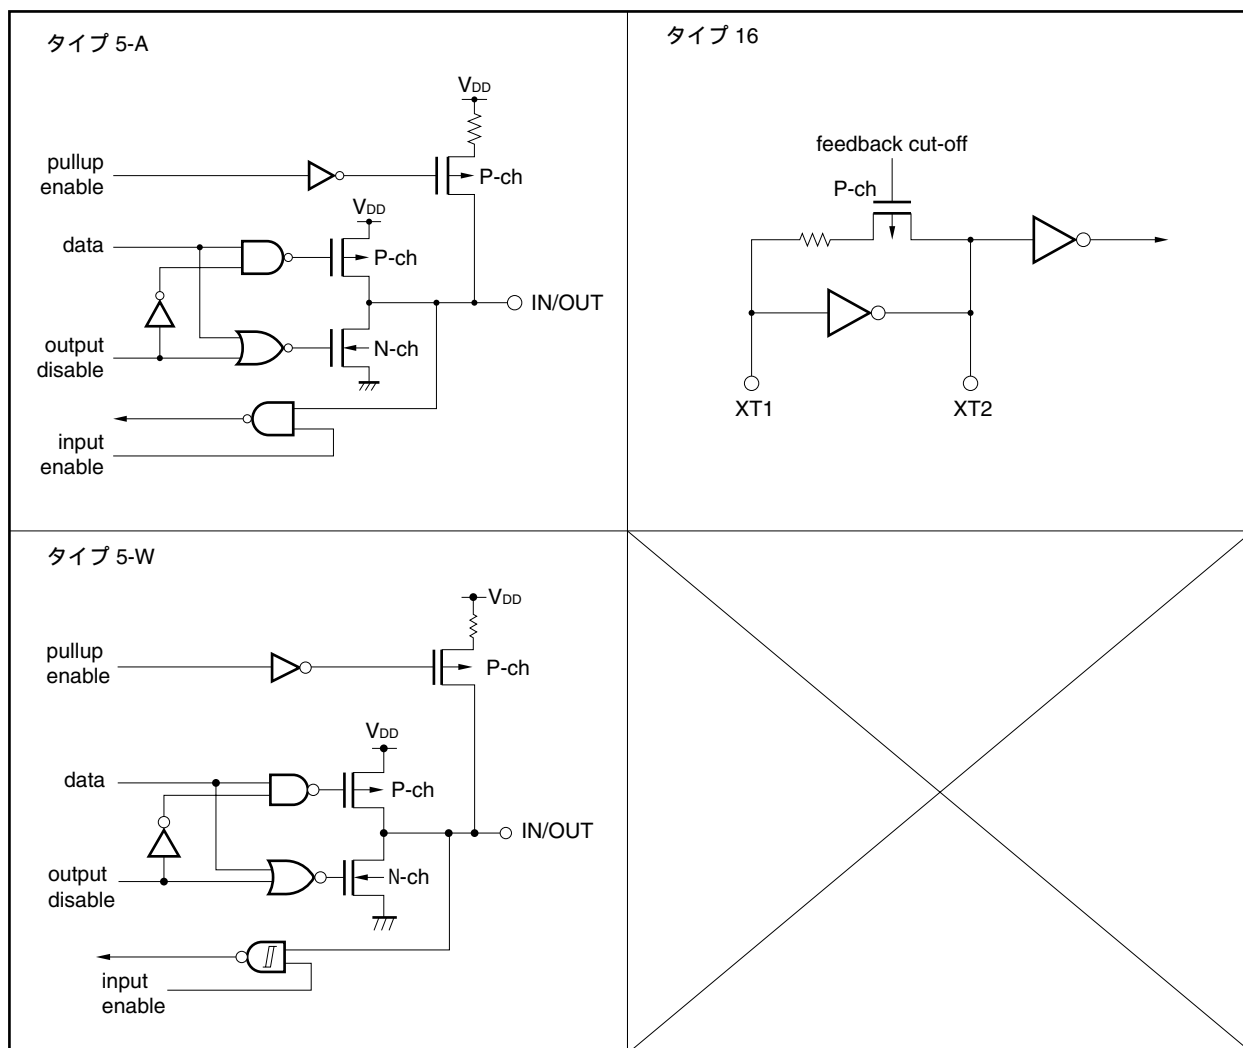 タイプ 5-A
VDD
pullup
enable
P-ch
VDD
data
P-ch
IN/OUT
output
disable
N-ch
input
enable
タイプ 16
feedback cut-off
P-ch
XT1
XT2
タイプ 5-W
VDD
pullup
enable
P-ch
VDD
data
P-ch
IN/OUT
output
disable
N-ch
input
enable